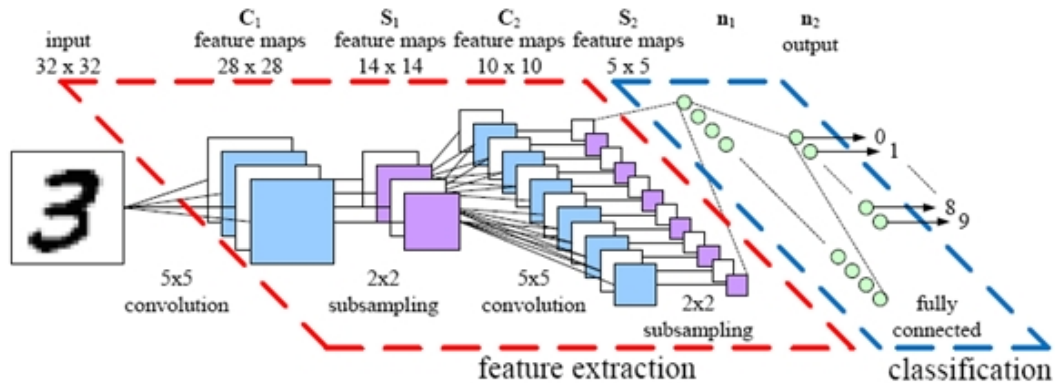 input
32 x 32
C1
feature maps
28 x 28
S1
feature maps
14 x 14
C2
feature maps
10 x 10
S2
feature maps
5 x 5
n1
n2
output
3
0
1
8
9
5x5
convolution
2x2
subsampling
5x5
convolution
2x2
subsampling
fully
connected
feature extraction
classification